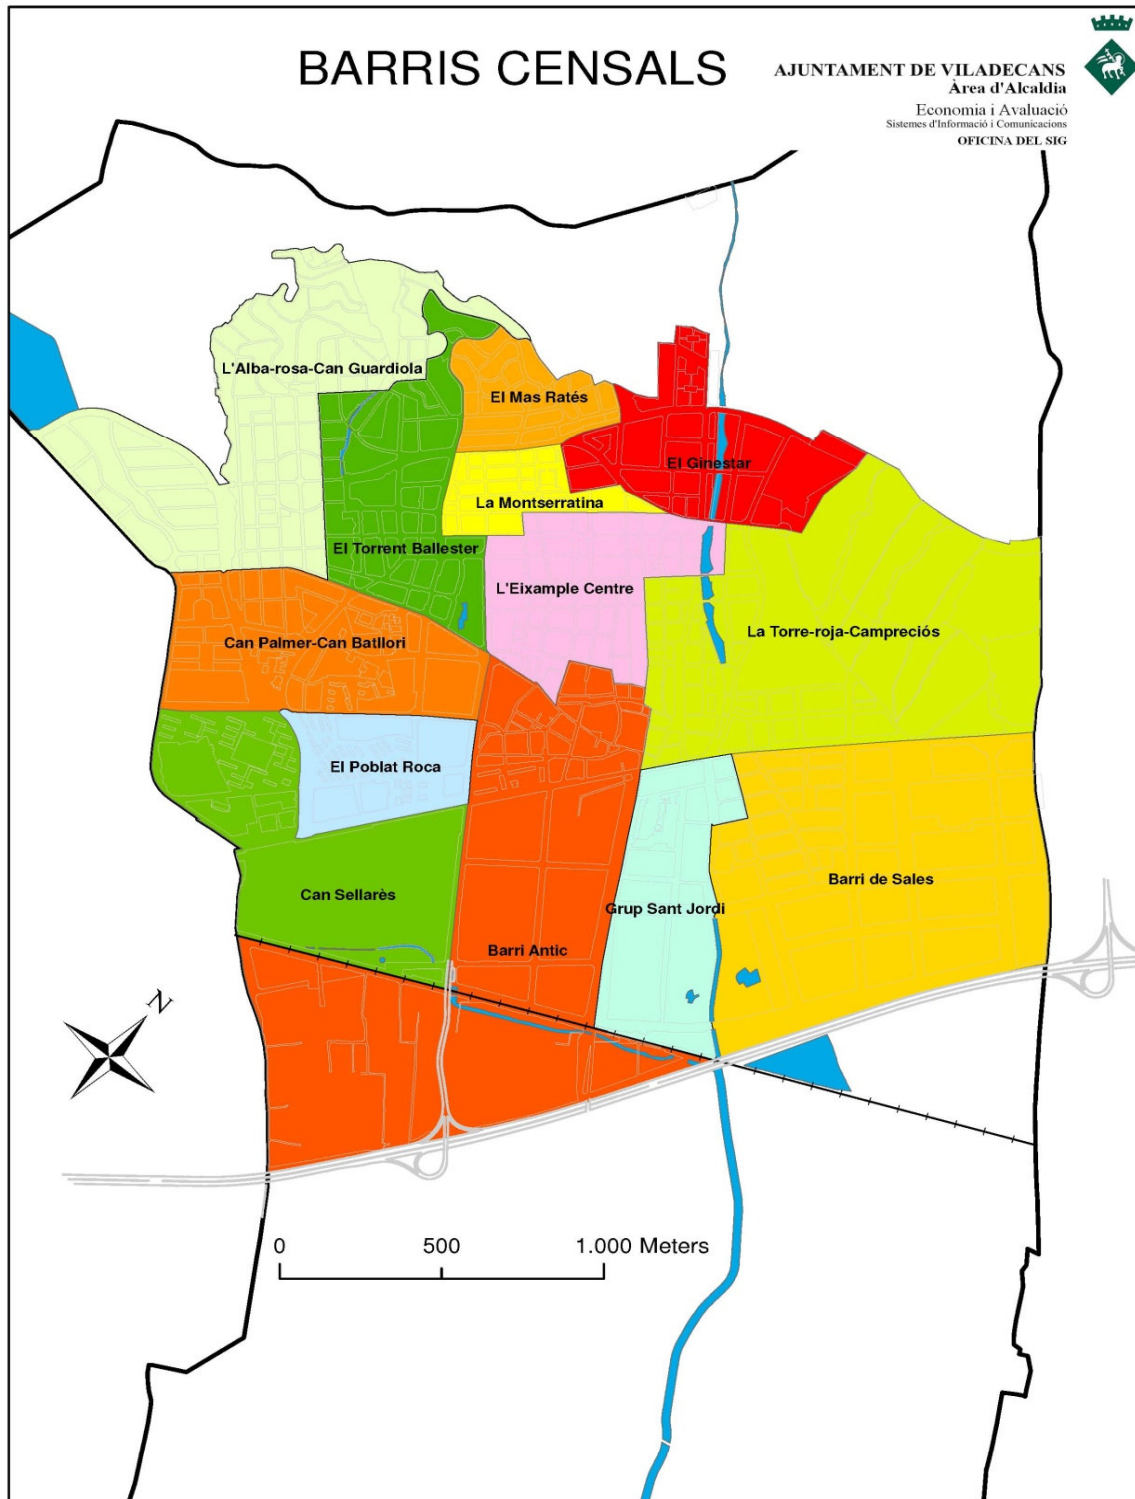 BARRIS CENSALS
AJUNTAMENT DE VILADECANS
Àrea d'Alcaldia
Economia i Avaluació
Sistemes d'Informació i Comunicacions
OFICINA DEL SIG
L'Alba-rosa-Can Guardiola
El Mas Ratés
El Ginestar
La Montserratina
El Torrent Ballester
L'Eixample Centre
La Torre-roja-Campreciós
Can Palmer-Can Batllori
El Poblat Roca
Barri de Sales
Can Sellarès
Grup Sant Jordi
Barri Antic
N
0 500 1.000 Meters